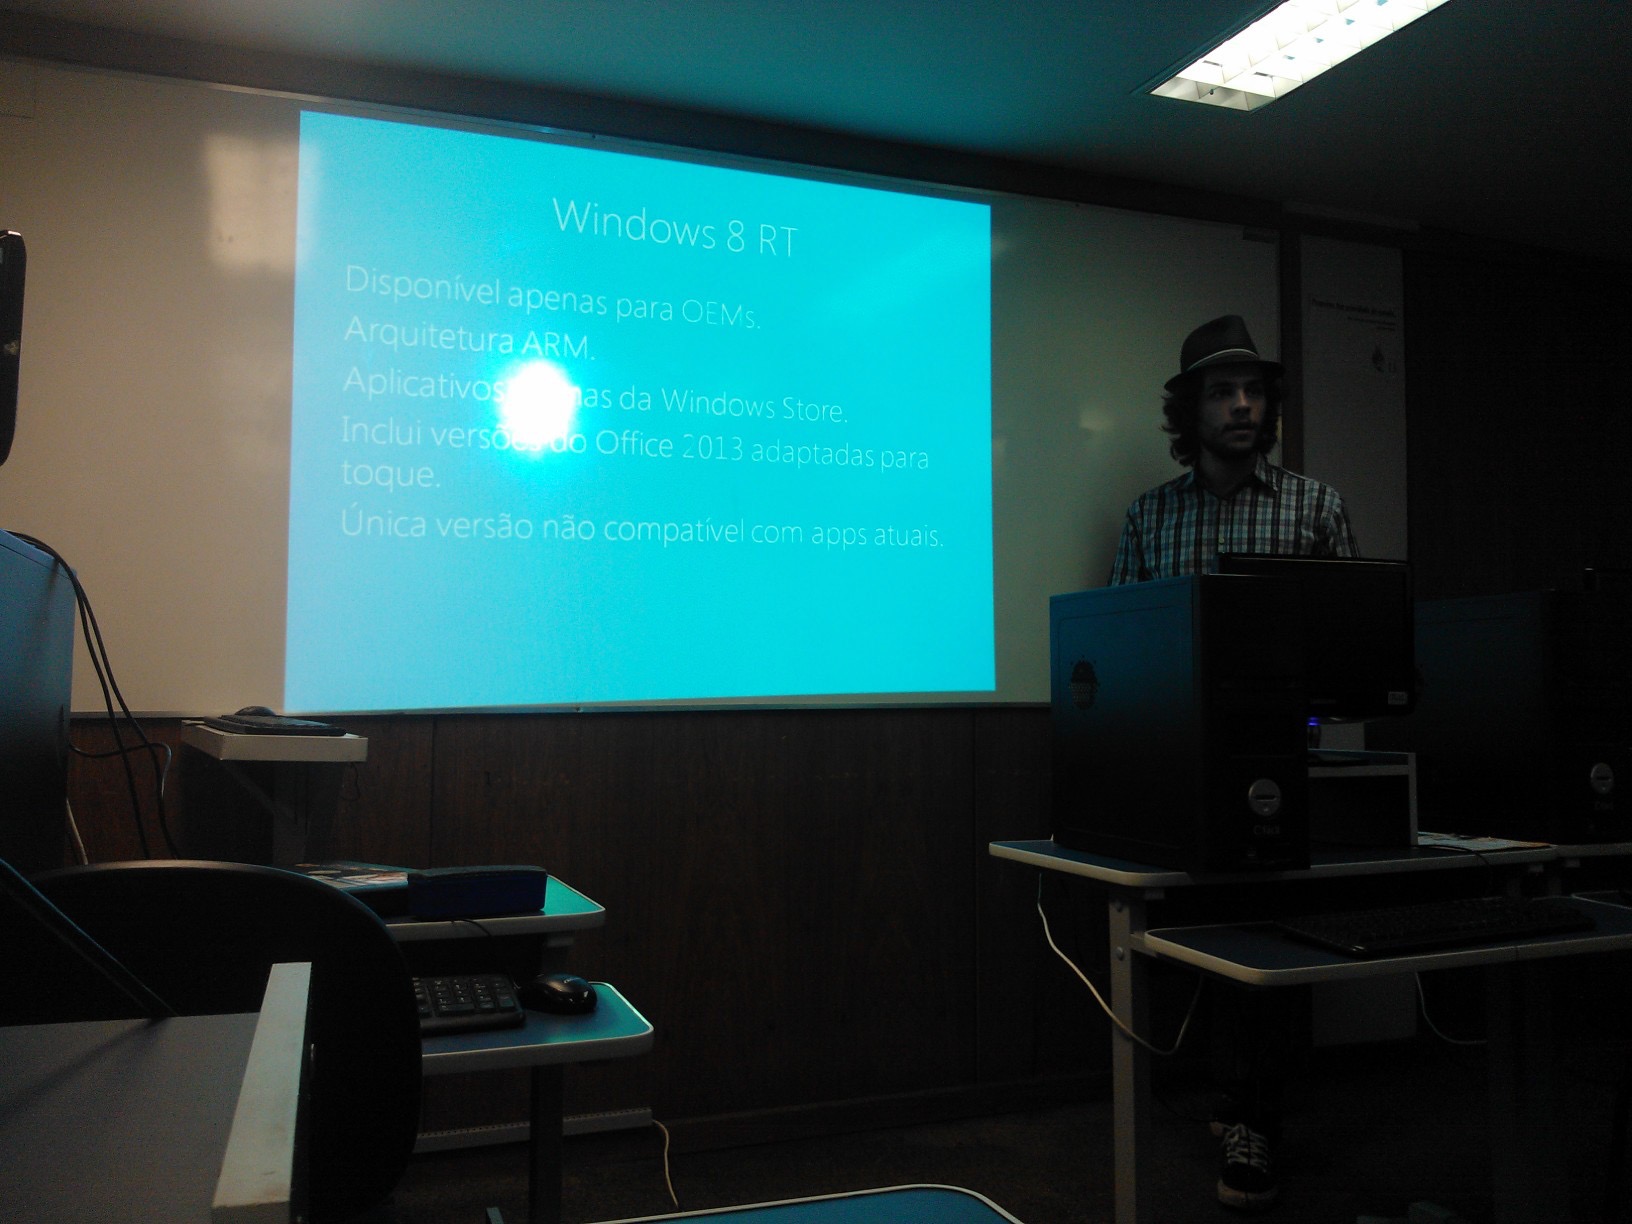 Windows 8 RT
Disponível apenas para OEMs.
Arquitetura ARM.
Aplicativos da Windows Store.
Inclui versões do Office 2013 adaptadas para
toque.
Única versão não compatível com apps atuais.